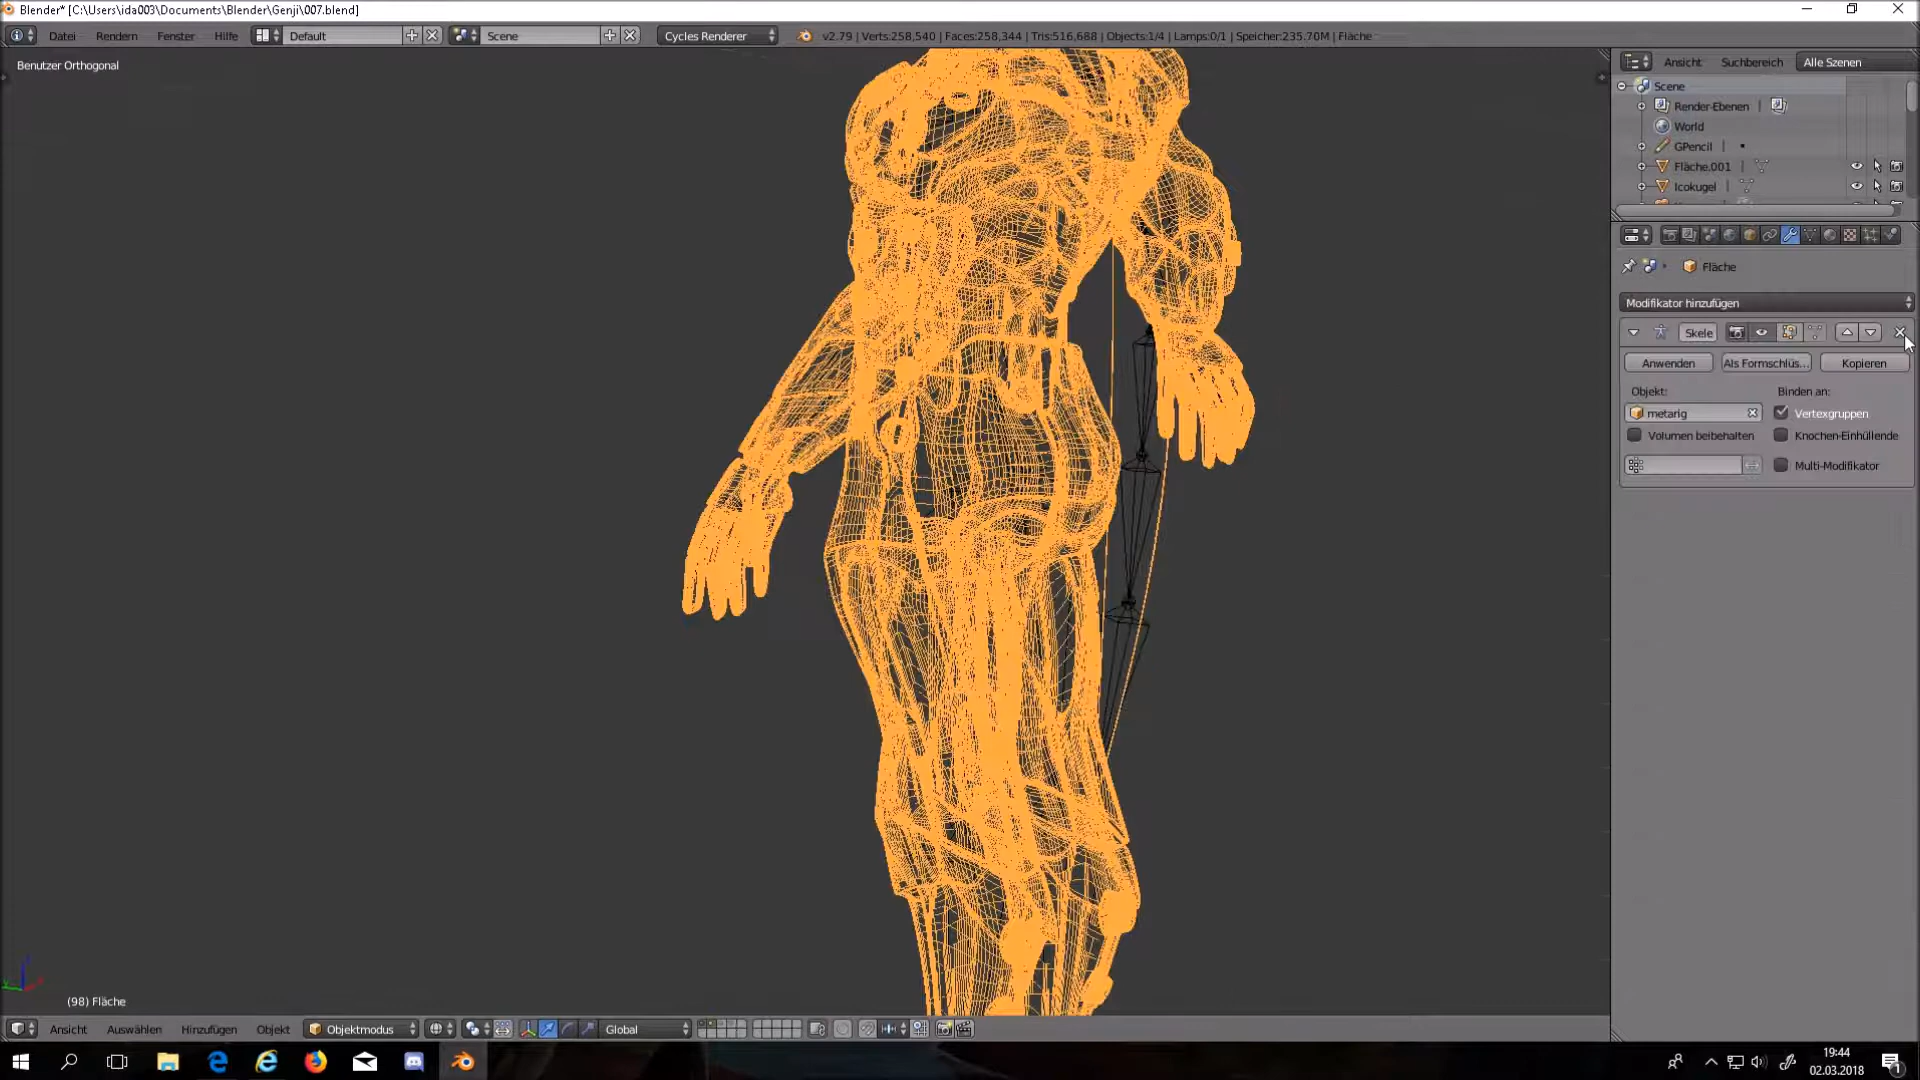 Blender* [C:\Users\ida003\Documents\Blender\Genji\007.blend]
Datei Rendern Fenster Hilfe Default Scene Cycles Renderer v2.79 | Verts:258,540 | Faces:258,344 | Tris:516,688 | Objects:1/4 | Lamps:0/1 | Speicher:235.70M | Fläche
Benutzer Orthogonal
Ansicht Suchbereich Alle Szenen
Scene
Render-Ebenen
World
GPencil
Fläche.001
Icokugel
Fläche
Modifikator hinzufügen
Skele
Anwenden Als Formschlüs... Kopieren
Objekt: Binden an:
metarig Vertexgruppen
Volumen beibehalten Knochen-Einhüllende
Multi-Modifikator
(98) Fläche
Ansicht Auswählen Hinzufügen Objekt Objektmodus Global
19:44
02.03.2018
1